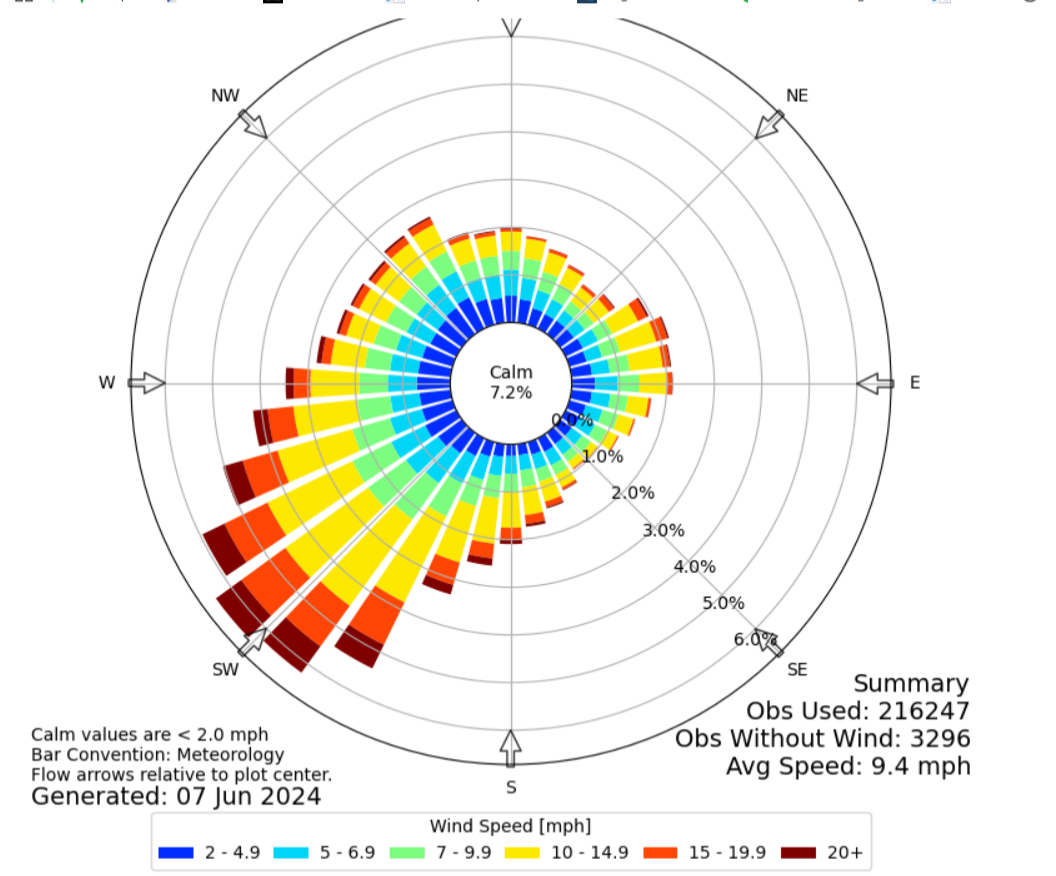 NW
NE
Calm
7.2%
W
E
0.0%
1.0%
2.0%
3.0%
4.0%
5.0%
6.0%
SW
SE
S
Summary
Obs Used: 216247
Obs Without Wind: 3296
Avg Speed: 9.4 mph
Calm values are < 2.0 mph
Bar Convention: Meteorology
Flow arrows relative to plot center.
Generated: 07 Jun 2024
Wind Speed [mph]
2 - 4.9 5 - 6.9 7 - 9.9 10 - 14.9 15 - 19.9 20+